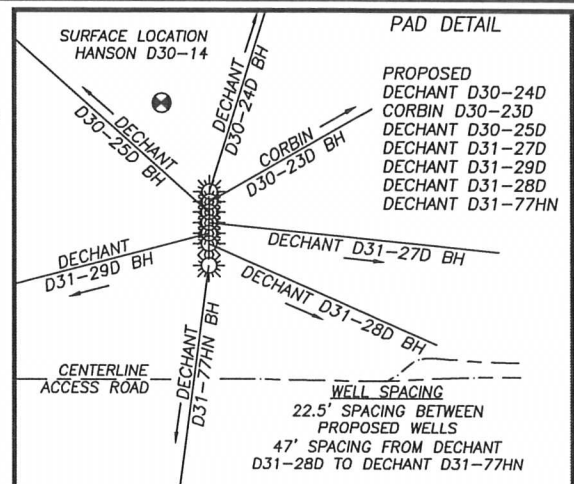 PAD DETAIL
SURFACE LOCATION
HANSON D30-14
PROPOSED
DECHANT D30-24D
CORBIN D30-23D
DECHANT D30-25D
DECHANT D31-27D
DECHANT D31-29D
DECHANT D31-28D
DECHANT D31-77HN
DECHANT
D30-24D BH
DECHANT
D30-25D BH
CORBIN
D30-23D BH
DECHANT
D31-29D BH
DECHANT D31-27D BH
DECHANT D31-28D BH
DECHANT
D31-77HN BH
CENTERLINE
ACCESS ROAD
WELL SPACING
22.5' SPACING BETWEEN
PROPOSED WELLS
47' SPACING FROM DECHANT
D31-28D TO DECHANT D31-77HN